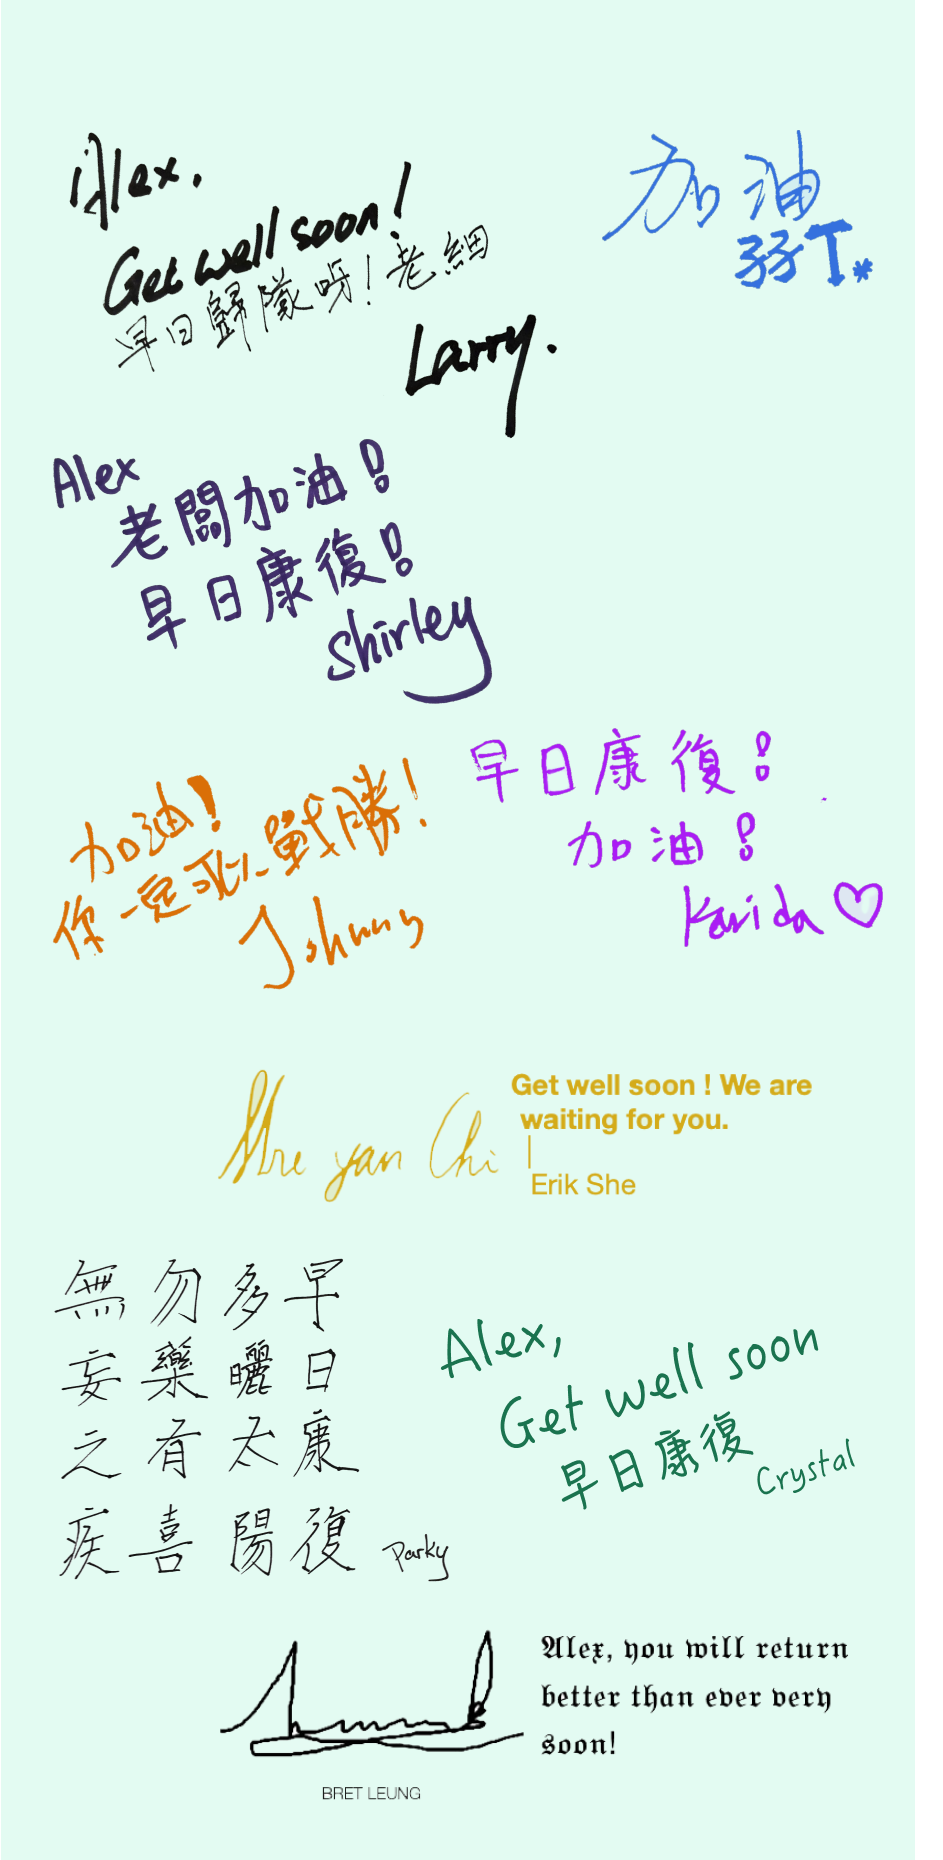 Alex.
Get well soon!
早日歸隊呀!老細
Larry.
加油
Alex
老闆加油!
早日康復!
Shirley
加油!
你一定可以戰勝!
Johnny
早日康復!
加油!
Karida
She yan Chi
Get well soon ! We are
waiting for you.
Erik She
早日康復
多曬太陽
勿藥有喜
無妄之疾
Parky
Alex,
Get well soon
早日康復
Crystal
Alex, you will return
better than ever very
soon!
BRET LEUNG